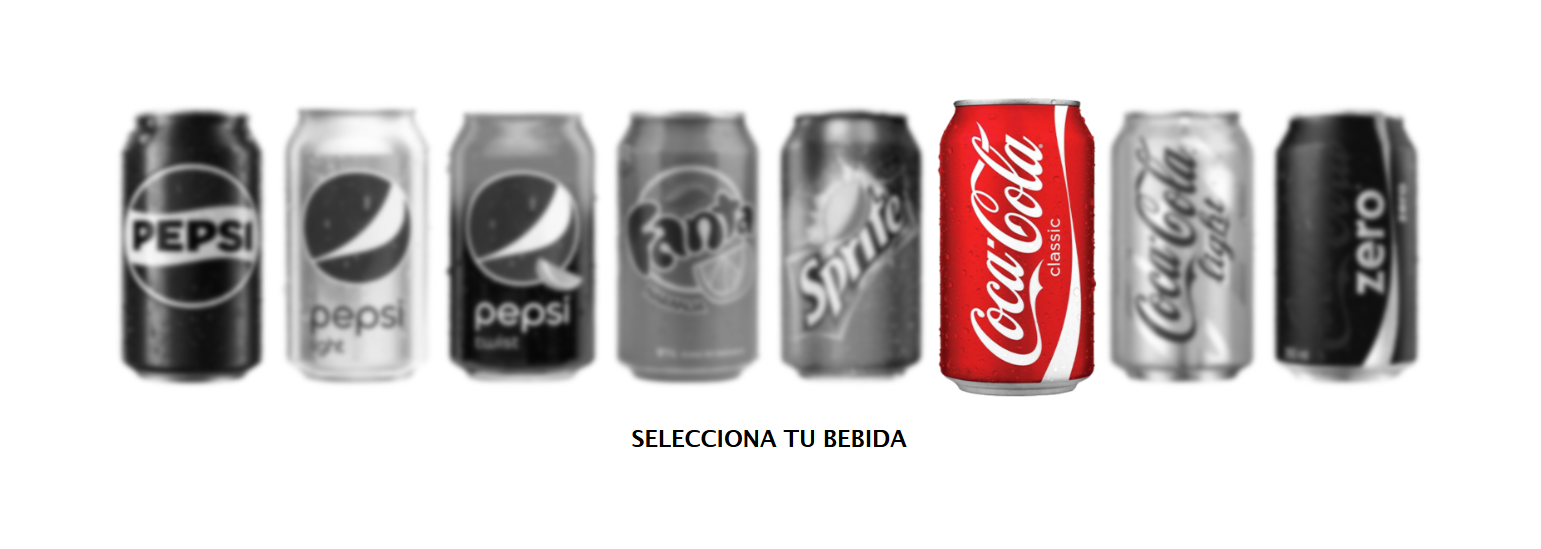 PEPSI
pepsi
light
pepsi
twist
Fanta
Sprite
Coca-Cola
classic
Coca-Cola
light
zero
SELECCIONA TU BEBIDA